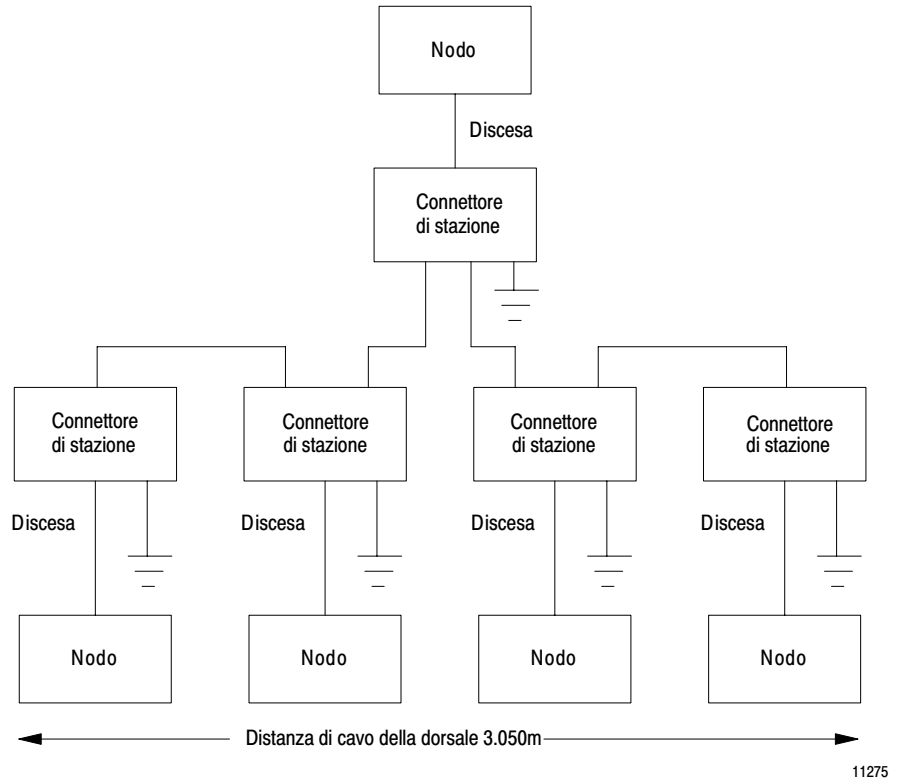 Nodo
Discesa
Connettore
di stazione
Connettore
di stazione
Connettore
di stazione
Connettore
di stazione
Connettore
di stazione
Discesa
Discesa
Discesa
Discesa
Nodo
Nodo
Nodo
Nodo
Distanza di cavo della dorsale 3.050m
11275